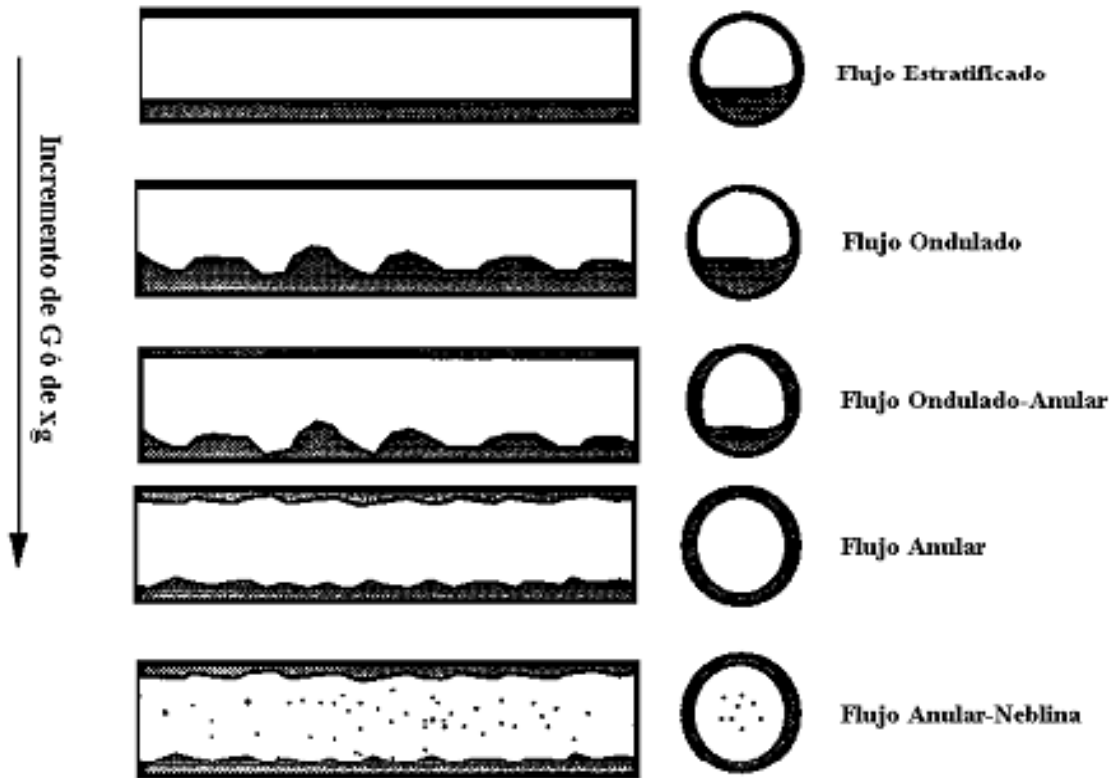 Flujo Estratificado
Incremento de G ó de xg
Flujo Ondulado
Flujo Ondulado-Anular
Flujo Anular
Flujo Anular-Neblina